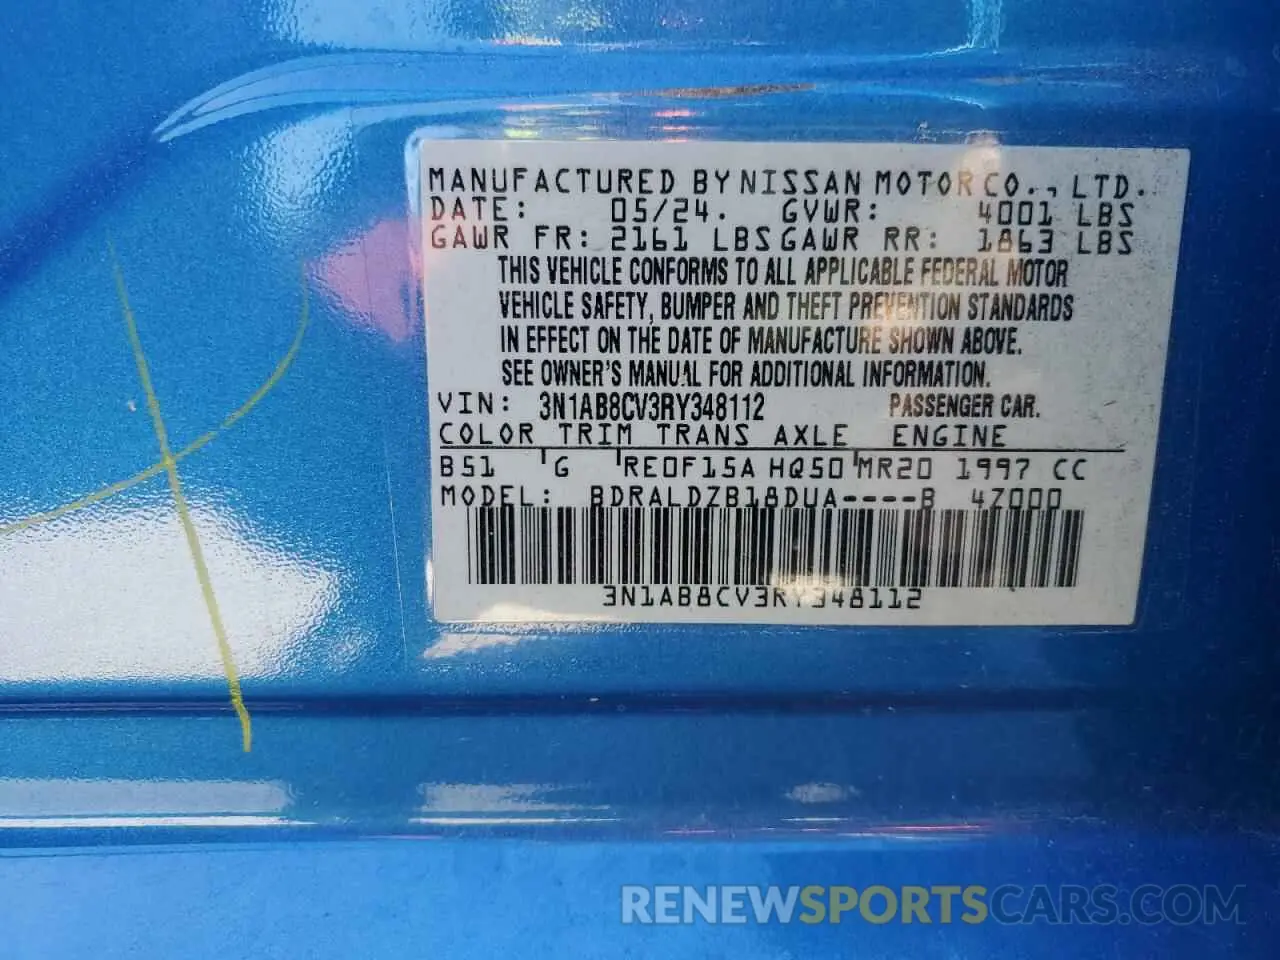 MANUFACTURED BY NISSAN MOTOR CO., LTD.
DATE: 05/24. GVWR: 4001 LBS
GAWR FR: 2161 LBS GAWR RR: 1863 LBS
THIS VEHICLE CONFORMS TO ALL APPLICABLE FEDERAL MOTOR
VEHICLE SAFETY, BUMPER AND THEFT PREVENTION STANDARDS
IN EFFECT ON THE DATE OF MANUFACTURE SHOWN ABOVE.
SEE OWNER'S MANUAL FOR ADDITIONAL INFORMATION.
VIN: 3N1AB8CV3RY348112 PASSENGER CAR.
COLOR TRIM TRANS AXLE ENGINE
B51 G RE0F15A HQ50 MR20 1997 CC
MODEL: BDRALDZB18DUA----B 4Z000
3N1AB8CV3RY348112
RENEWSPORTSCARS.COM